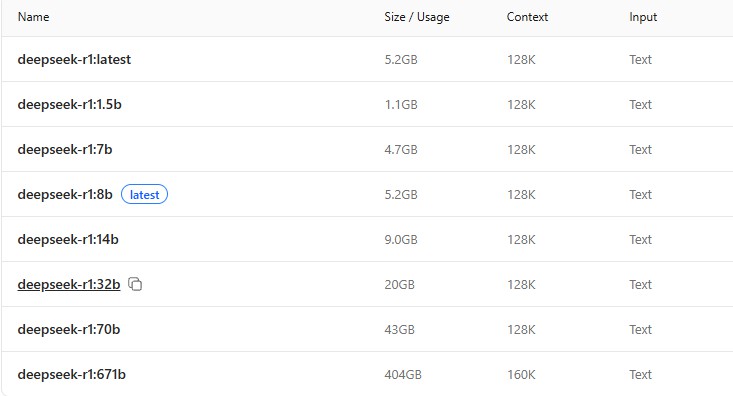 Name Size / Usage Context Input
deepseek-r1:latest 5.2GB 128K Text
deepseek-r1:1.5b 1.1GB 128K Text
deepseek-r1:7b 4.7GB 128K Text
deepseek-r1:8b latest 5.2GB 128K Text
deepseek-r1:14b 9.0GB 128K Text
deepseek-r1:32b 20GB 128K Text
deepseek-r1:70b 43GB 128K Text
deepseek-r1:671b 404GB 160K Text